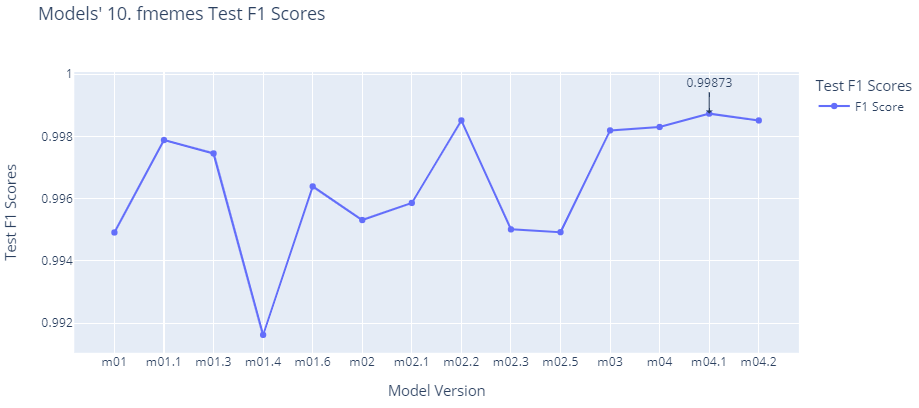 Models' 10. fmemes Test F1 Scores
Test F1 Scores
1
0.998
0.996
0.994
0.992
0.99873
Test F1 Scores
F1 Score
m01 m01.1 m01.3 m01.4 m01.6 m02 m02.1 m02.2 m02.3 m02.5 m03 m04 m04.1 m04.2
Model Version